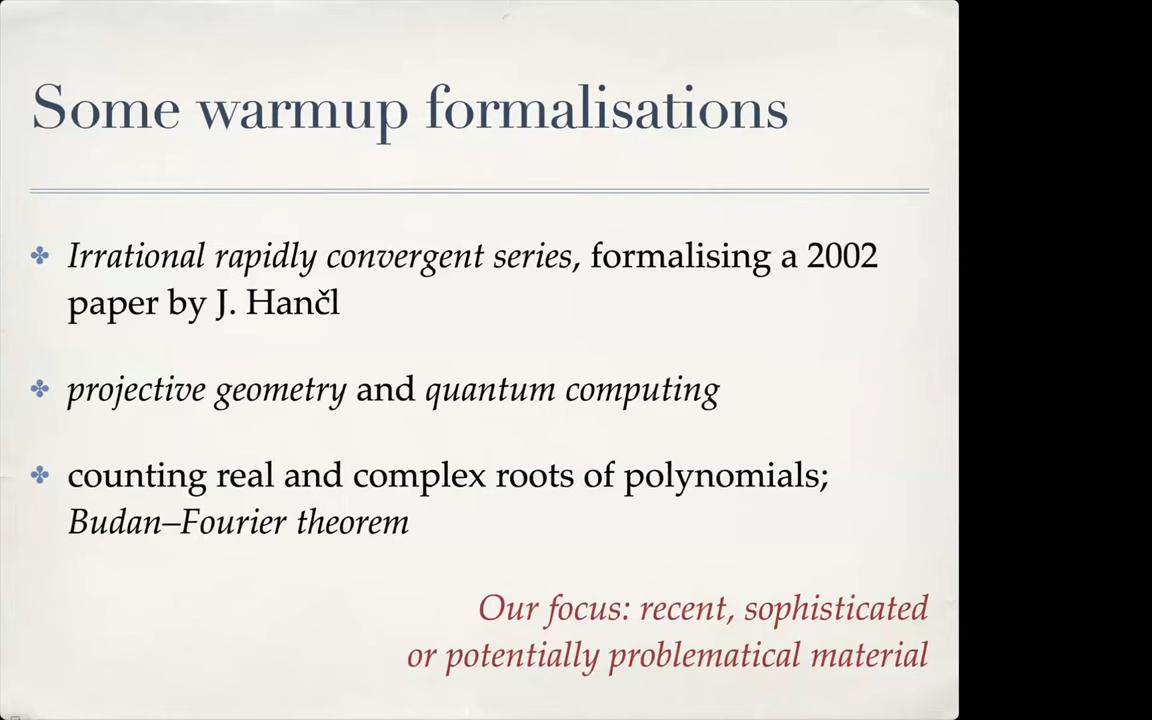 Some warmup formalisations
Irrational rapidly convergent series, formalising a 2002
paper by J. Hančl
projective geometry and quantum computing
counting real and complex roots of polynomials;
Budan–Fourier theorem
Our focus: recent, sophisticated
or potentially problematical material